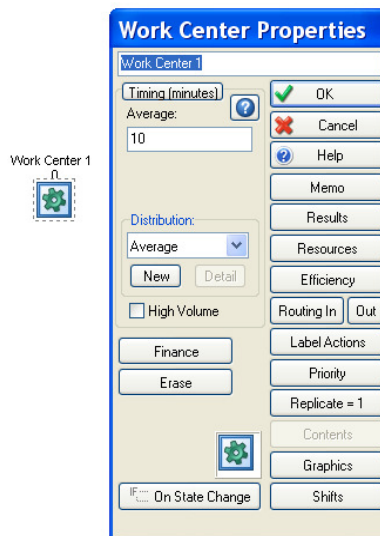 Work Center Properties
Work Center 1
Timing (minutes)
Average:
10
Work Center 1
Distribution:
Average
New
Detail
High Volume
Finance
Erase
IF
On State Change
OK
Cancel
Help
Memo
Results
Resources
Efficiency
Routing In
Out
Label Actions
Priority
Replicate = 1
Contents
Graphics
Shifts